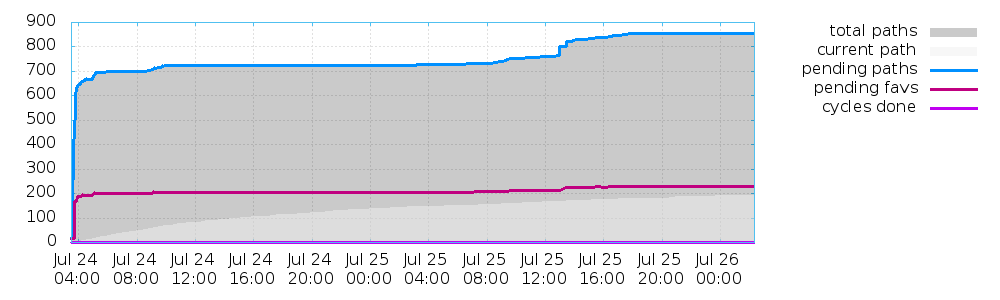 900
800
700
600
500
400
300
200
100
0
Jul 24 Jul 24 Jul 24 Jul 24 Jul 24 Jul 25 Jul 25 Jul 25 Jul 25 Jul 25 Jul 25 Jul 26
04:00 08:00 12:00 16:00 20:00 00:00 04:00 08:00 12:00 16:00 20:00 00:00
total paths
current path
pending paths
pending favs
cycles done